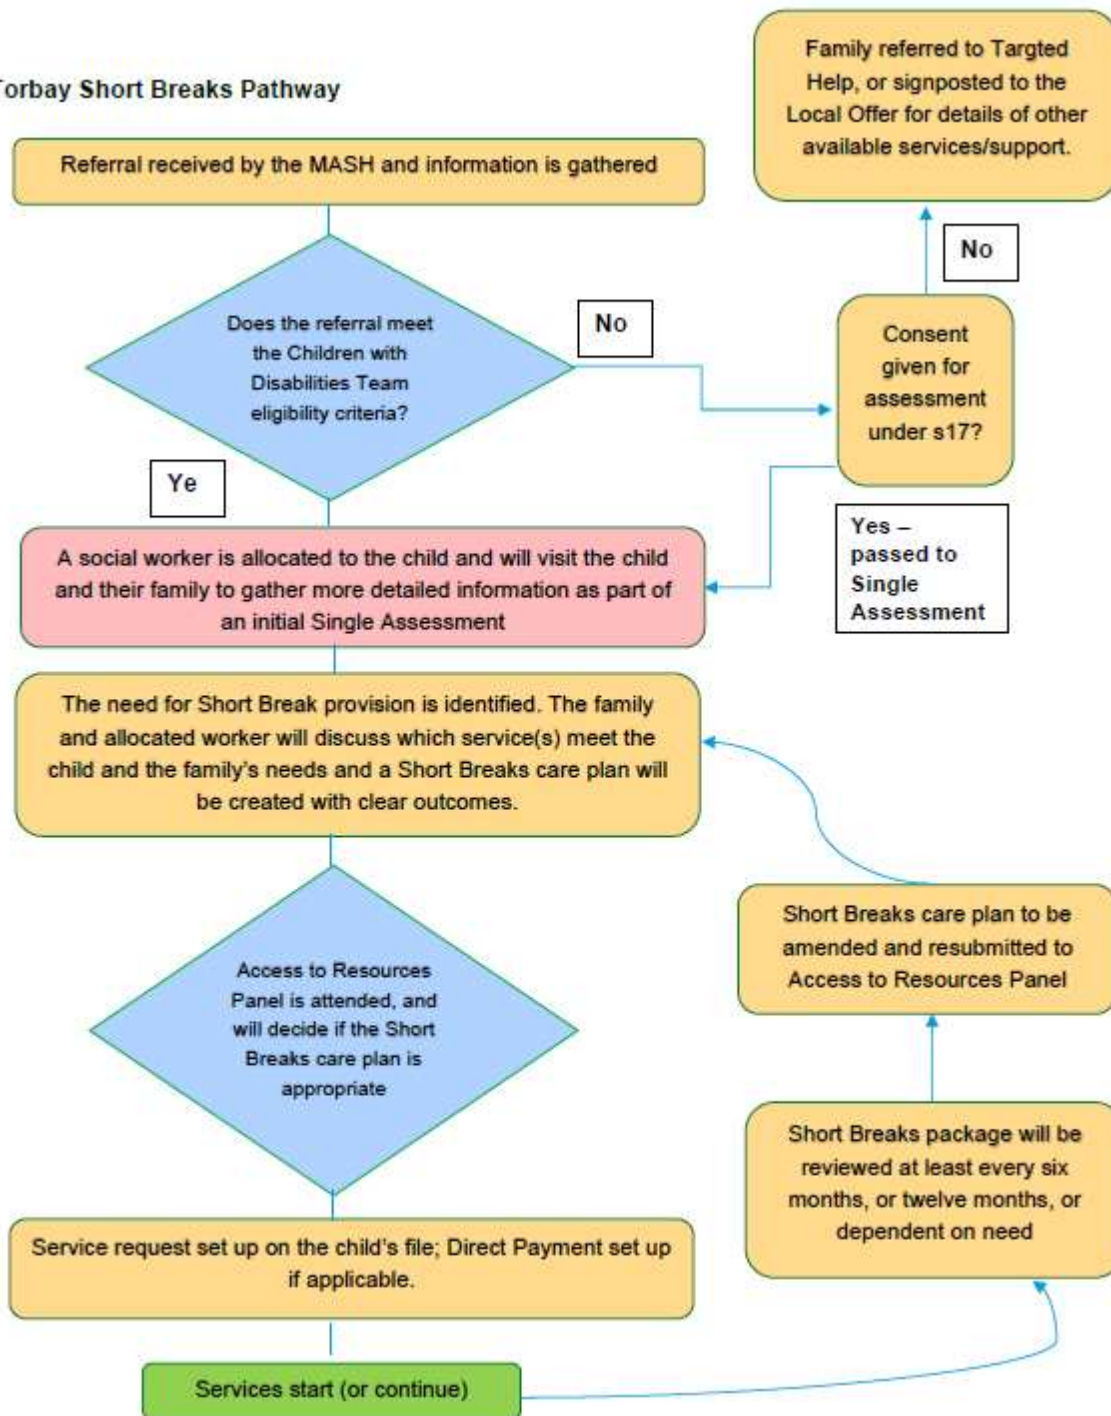 Torbay Short Breaks Pathway
Family referred to Targted
Help, or signposted to the
Local Offer for details of other
available services/support.
Referral received by the MASH and information is gathered
No
Does the referral meet
the Children with
Disabilities Team
eligibility criteria?
No
Consent
given for
assessment
under s17?
Ye
Yes –
passed to
Single
Assessment
A social worker is allocated to the child and will visit the child
and their family to gather more detailed information as part of
an initial Single Assessment
The need for Short Break provision is identified. The family
and allocated worker will discuss which service(s) meet the
child and the family's needs and a Short Breaks care plan will
be created with clear outcomes.
Access to Resources
Panel is attended, and
will decide if the Short
Breaks care plan is
appropriate
Short Breaks care plan to be
amended and resubmitted to
Access to Resources Panel
Short Breaks package will be
reviewed at least every six
months, or twelve months, or
dependent on need
Service request set up on the child's file; Direct Payment set up
if applicable.
Services start (or continue)